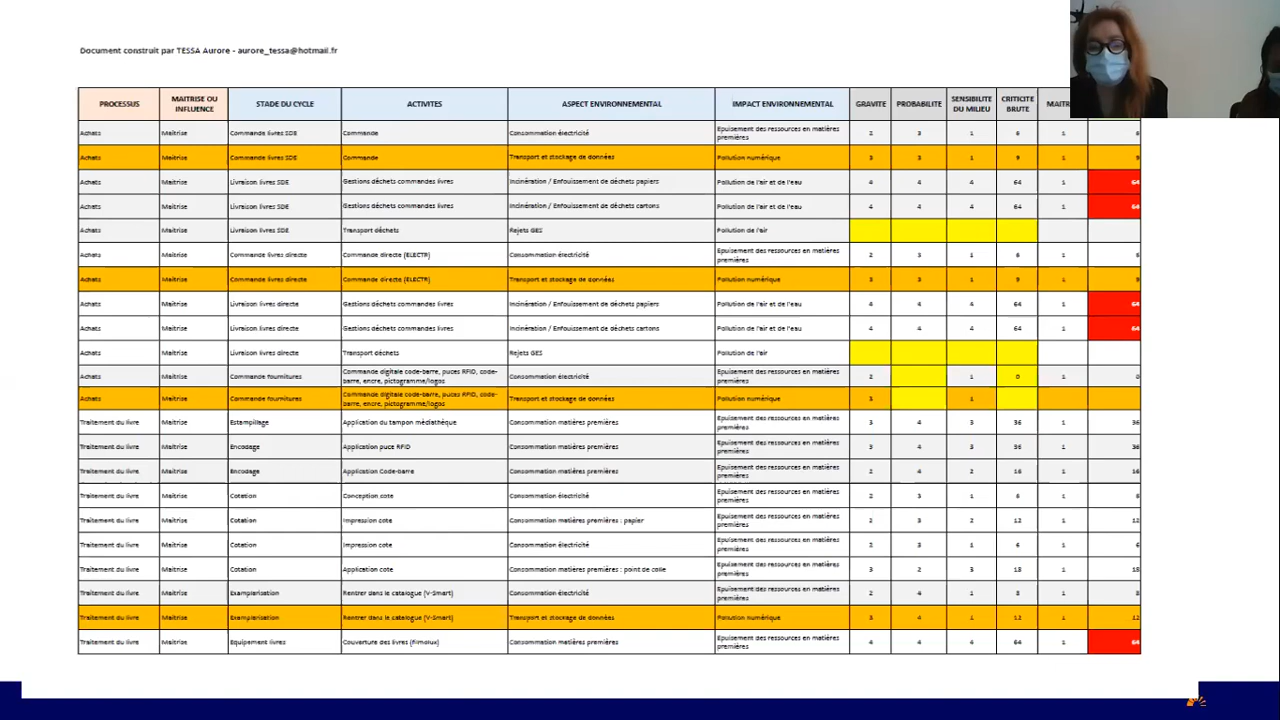 Document construit par TESSA Aurore - aurore_tessa@hotmail.fr
PROCESSUS MAITRISE OU INFLUENCE STADE DU CYCLE ACTIVITES ASPECT ENVIRONNEMENTAL IMPACT ENVIRONNEMENTAL GRAVITE PROBABILITE SENSIBILITE DU MILIEU CRITICITE BRUTE MAITR
Achats Maitrise Commande livres SDE Commande Consommation électricité Epuisement des ressources en matières premières 2 3 1 6 1 6
Achats Maitrise Commande livres SDE Commande Transport et stockage de données Pollution numérique 3 3 1 9 1 9
Achats Maitrise Livraison livres SDE Gestions déchets commandes livres Incinération / Enfouissement de déchets papiers Pollution de l'air et de l'eau 4 4 4 64 1 64
Achats Maitrise Livraison livres SDE Gestions déchets commandes livres Incinération / Enfouissement de déchets cartons Pollution de l'air et de l'eau 4 4 4 64 1 64
Achats Maitrise Livraison livres SDE Transport déchets Rejets GES Pollution de l'air
Achats Maitrise Commande livres directe Commande directe (ELECTR) Consommation électricité Epuisement des ressources en matières premières 2 3 1 6 1 6
Achats Maitrise Commande livres directe Commande directe (ELECTR) Transport et stockage de données Pollution numérique 3 3 1 9 1 9
Achats Maitrise Livraison livres directe Gestions déchets commandes livres Incinération / Enfouissement de déchets papiers Pollution de l'air et de l'eau 4 4 4 64 1 64
Achats Maitrise Livraison livres directe Gestions déchets commandes livres Incinération / Enfouissement de déchets cartons Pollution de l'air et de l'eau 4 4 4 64 1 64
Achats Maitrise Livraison livres directe Transport déchets Rejets GES Pollution de l'air
Achats Maitrise Commande fournitures Commande digitale code-barre, puces RFID, code-barre, encre, pictogramme/logos Consommation électricité Epuisement des ressources en matières premières 2 1 0 1 0
Achats Maitrise Commande fournitures Commande digitale code-barre, puces RFID, code-barre, encre, pictogramme/logos Transport et stockage de données Pollution numérique 3 1
Traitement du livre Maitrise Estampillage Application du tampon médiathèque Consommation matières premières Epuisement des ressources en matières premières 3 4 3 36 1 36
Traitement du livre Maitrise Encodage Application puce RFID Consommation matières premières Epuisement des ressources en matières premières 3 4 3 36 1 36
Traitement du livre Maitrise Encodage Application Code-barre Consommation matières premières Epuisement des ressources en matières premières 2 4 2 16 1 16
Traitement du livre Maitrise Cotation Conception cote Consommation électricité Epuisement des ressources en matières premières 2 3 1 6 1 6
Traitement du livre Maitrise Cotation Impression cote Consommation matières premières : papier Epuisement des ressources en matières premières 2 3 2 12 1 12
Traitement du livre Maitrise Cotation Impression cote Consommation électricité Epuisement des ressources en matières premières 2 3 1 6 1 6
Traitement du livre Maitrise Cotation Application cote Consommation matières premières : point de colle Epuisement des ressources en matières premières 3 2 3 18 1 18
Traitement du livre Maitrise Examplarisation Rentrer dans le catalogue (V-Smart) Consommation électricité Epuisement des ressources en matières premières 2 4 1 8 1 8
Traitement du livre Maitrise Examplarisation Rentrer dans le catalogue (V-Smart) Transport et stockage de données Pollution numérique 3 4 1 12 1 12
Traitement du livre Maitrise Equipement livres Couverture des livres (filmolux) Consommation matières premières Epuisement des ressources en matières premières 4 4 4 64 1 64